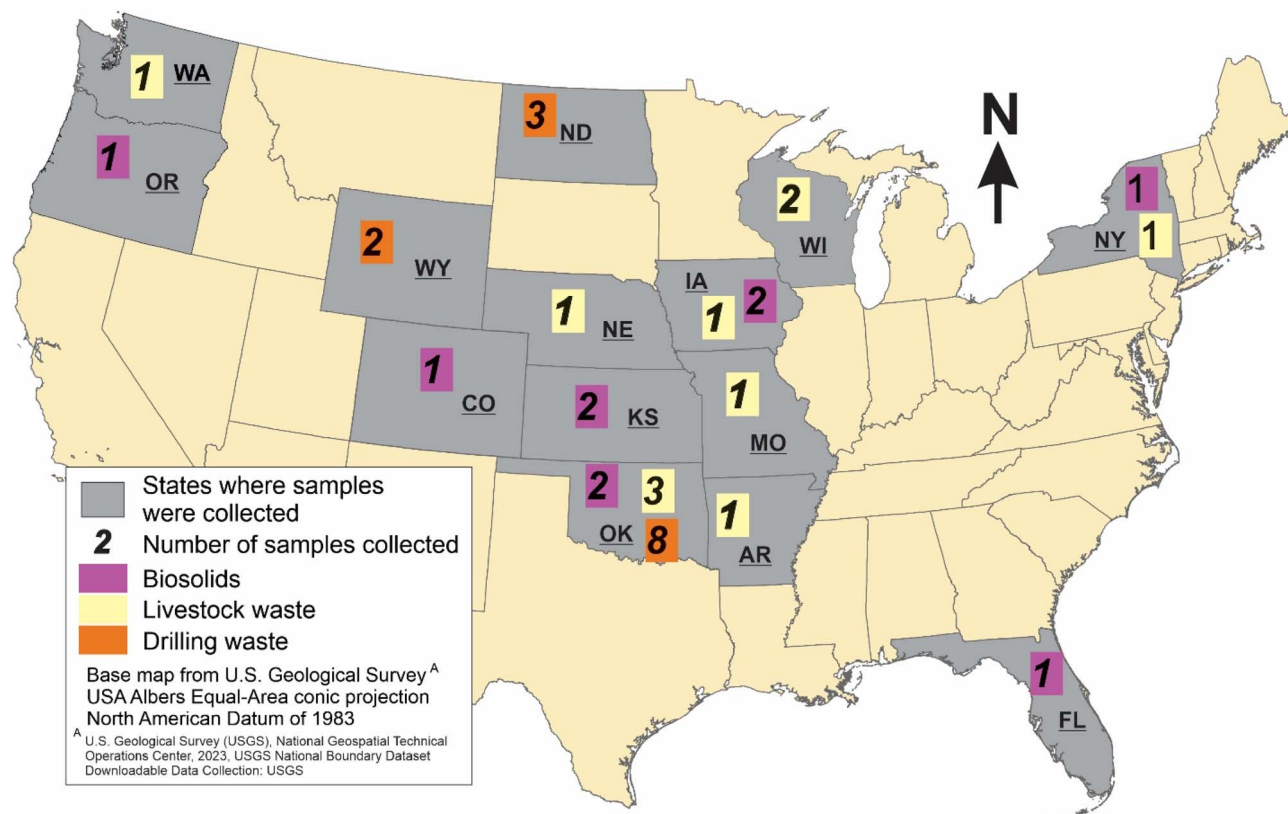 1 WA
3 ND
N
1
OR
2 WY
2 WI
1
NY 1
IA
1 2
1 NE
1
CO
2 KS
1
MO
2 3
OK 8
1
AR
1
FL
States where samples
were collected
2 Number of samples collected
Biosolids
Livestock waste
Drilling waste
Base map from U.S. Geological Survey A
USA Albers Equal-Area conic projection
North American Datum of 1983
A U.S. Geological Survey (USGS), National Geospatial Technical
Operations Center, 2023, USGS National Boundary Dataset
Downloadable Data Collection: USGS